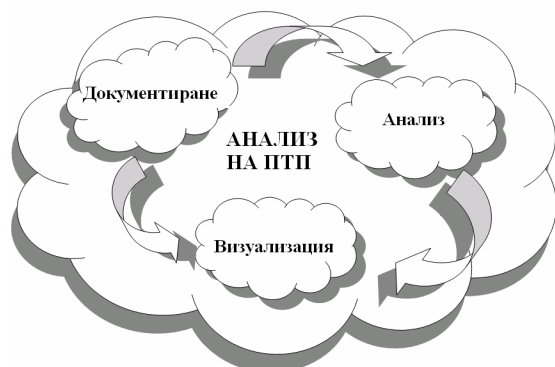 Документиране
Анализ
АНАЛИЗ
НА ПТП
Визуализация